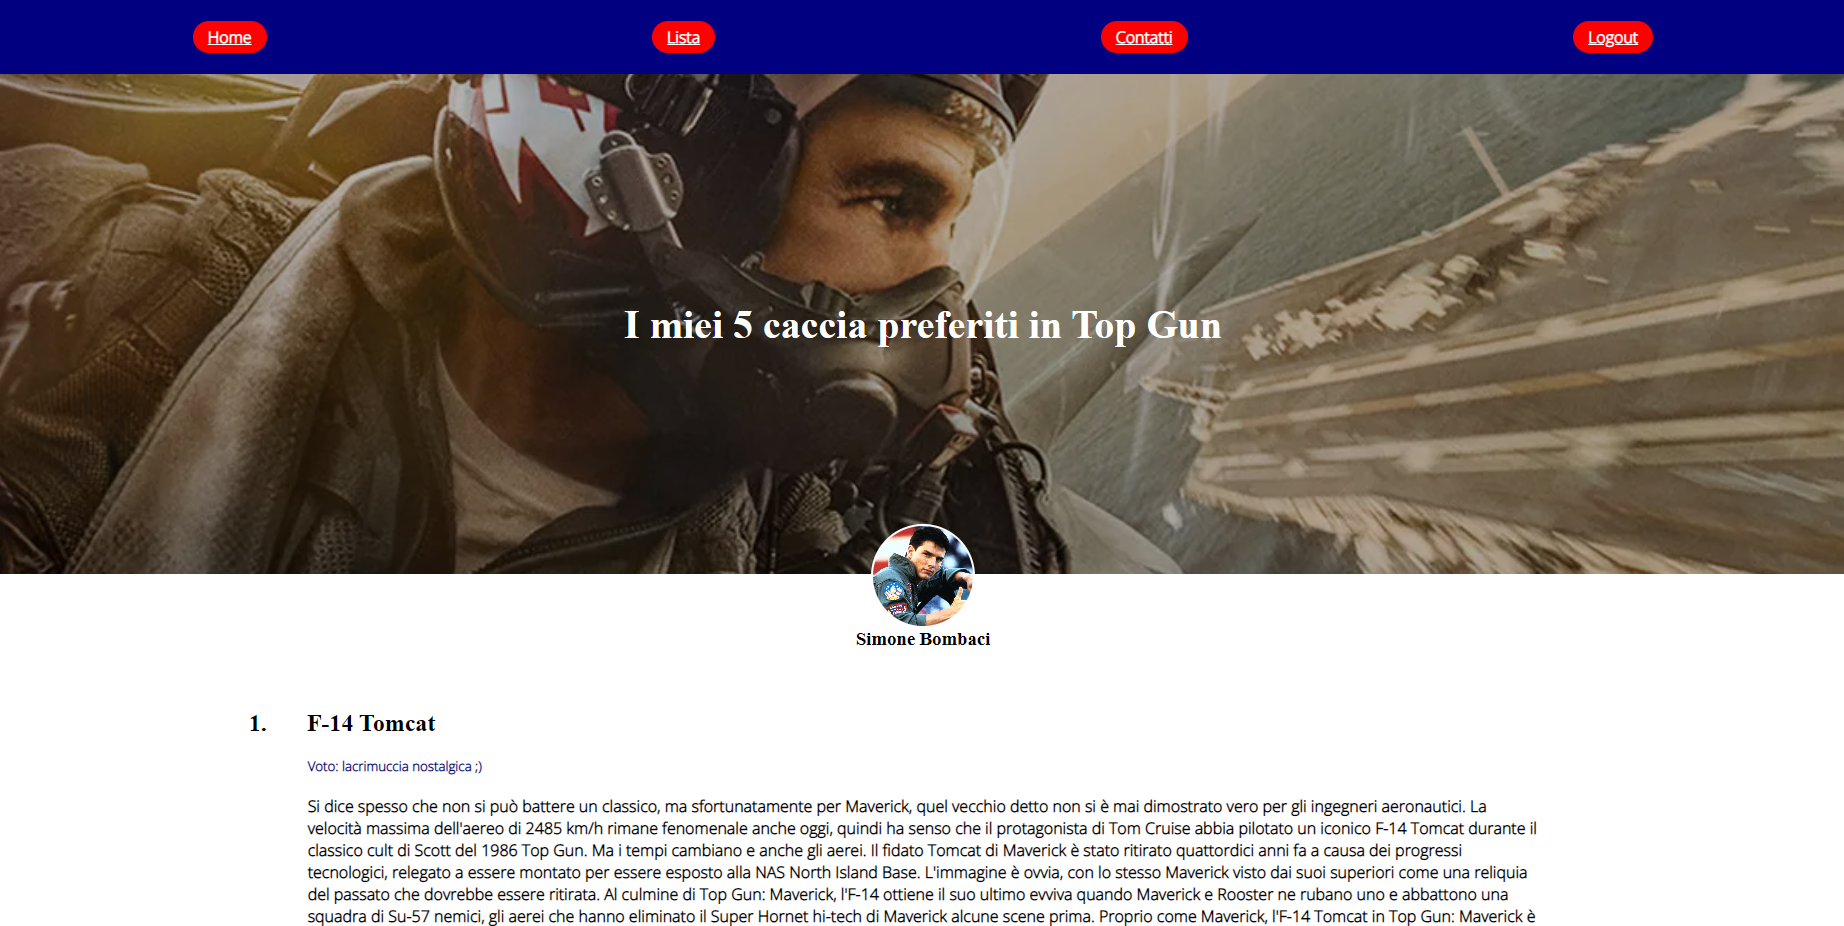 Home
Lista
Contatti
Logout
I miei 5 caccia preferiti in Top Gun
Simone Bombaci
1. F-14 Tomcat
Voto: lacrimuccia nostalgica ;)
Si dice spesso che non si può battere un classico, ma sfortunatamente per Maverick, quel vecchio detto non si è mai dimostrato vero per gli ingegneri aeronautici. La
velocità massima dell'aereo di 2485 km/h rimane fenomenale anche oggi, quindi ha senso che il protagonista di Tom Cruise abbia pilotato un iconico F-14 Tomcat durante il
classico cult di Scott del 1986 Top Gun. Ma i tempi cambiano e anche gli aerei. Il fidato Tomcat di Maverick è stato ritirato quattordici anni fa a causa dei progressi
tecnologici, relegato a essere montato per essere esposto alla NAS North Island Base. L'immagine è ovvia, con lo stesso Maverick visto dai suoi superiori come una reliquia
del passato che dovrebbe essere ritirata. Al culmine di Top Gun: Maverick, l'F-14 ottiene il suo ultimo evviva quando Maverick e Rooster ne rubano uno e abbattono una
squadra di Su-57 nemici, gli aerei che hanno eliminato il Super Hornet hi-tech di Maverick alcune scene prima. Proprio come Maverick, l'F-14 Tomcat in Top Gun: Maverick è